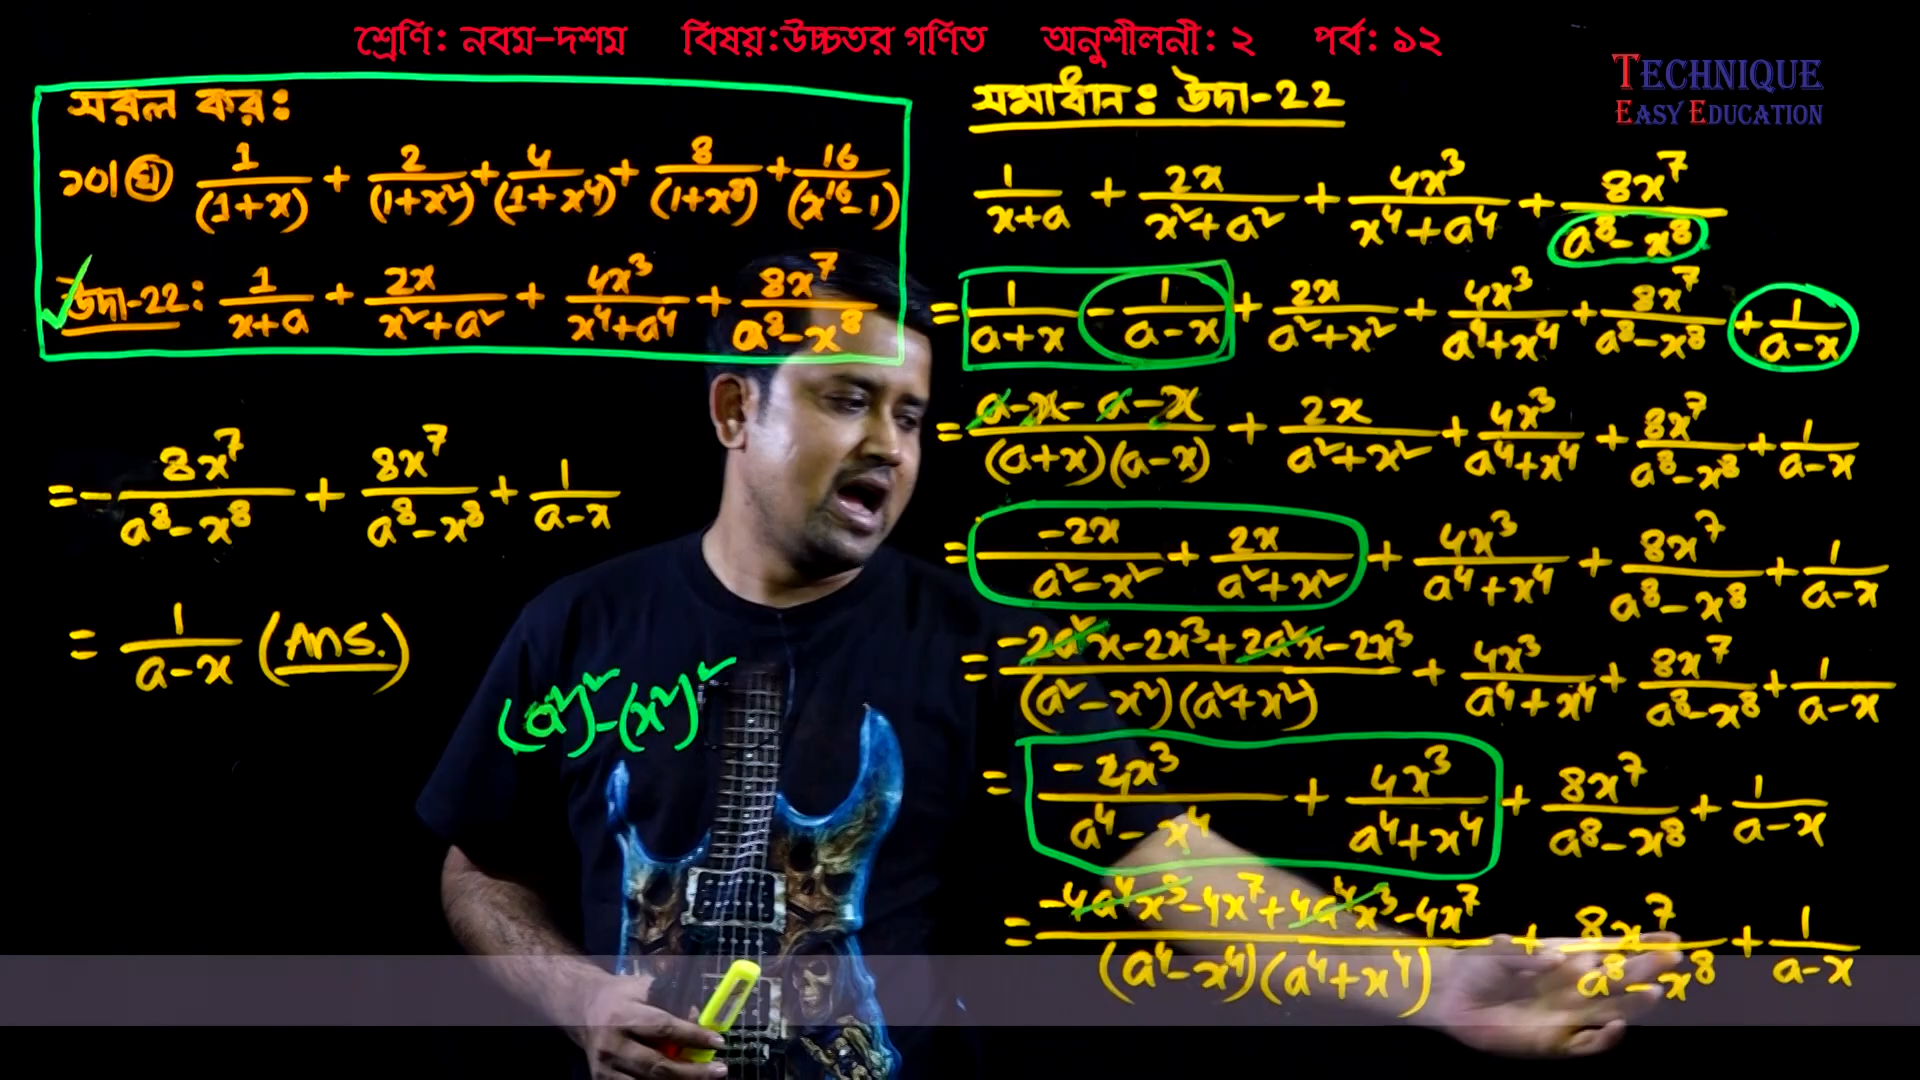 শ্রেণি: নবম-দশম বিষয়:উচ্চতর গণিত অনুশীলনী: ২ পর্ব: ১২
TECHNIQUE
EASY EDUCATION
সরল কর:
১০। ঘ 1/(1+x) + 2/(1+x²) + 4/(1+x⁴) + 8/(1+x⁸) + 16/(x¹⁶-1)
উদা-22: 1/(x+a) + 2x/(x²+a²) + 4x³/(x⁴+a⁴) + 8x⁷/(a⁸-x⁸)
সমাধান: উদা-22
1/(x+a) + 2x/(x²+a²) + 4x³/(x⁴+a⁴) + 8x⁷/(a⁸-x⁸)
= 1/(a+x) - 1/(a-x) + 2x/(a²+x²) + 4x³/(a⁴+x⁴) + 8x⁷/(a⁸-x⁸) + 1/(a-x)
= (a-x-a-x)/((a+x)(a-x)) + 2x/(a²+x²) + 4x³/(a⁴+x⁴) + 8x⁷/(a⁸-x⁸) + 1/(a-x)
= -2x/(a²-x²) + 2x/(a²+x²) + 4x³/(a⁴+x⁴) + 8x⁷/(a⁸-x⁸) + 1/(a-x)
= (-2a²x-2x³+2a²x-2x³)/((a²-x²)(a²+x²)) + 4x³/(a⁴+x⁴) + 8x⁷/(a⁸-x⁸) + 1/(a-x)
= -4x³/(a⁴-x⁴) + 4x³/(a⁴+x⁴) + 8x⁷/(a⁸-x⁸) + 1/(a-x)
= (-4a⁴x³-4x⁷+4a⁴x³-4x⁷)/((a⁴-x⁴)(a⁴+x⁴)) + 8x⁷/(a⁸-x⁸) + 1/(a-x)
= - 8x⁷/(a⁸-x⁸) + 8x⁷/(a⁸-x⁸) + 1/(a-x)
= 1/(a-x) (Ans.)
(a²)²-(x²)²